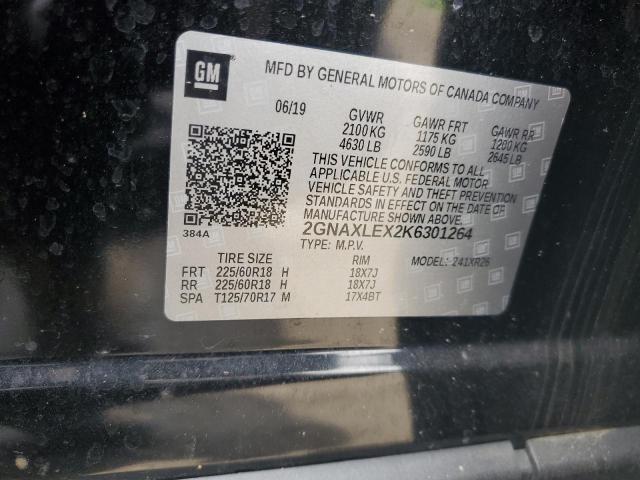 GM
MFD BY GENERAL MOTORS OF CANADA COMPANY
06/19 GVWR GAWR FRT GAWR RR
2100 KG 1175 KG 1200 KG
4630 LB 2590 LB 2645 LB
THIS VEHICLE CONFORMS TO ALL
APPLICABLE U.S. FEDERAL MOTOR
VEHICLE SAFETY AND THEFT PREVENTION
STANDARDS IN EFFECT ON THE DATE OF
MANUFACTURE SHOWN ABOVE.
384A 2GNAXLEX2K6301264
TYPE: M.P.V.
TIRE SIZE RIM MODEL: 241XR26
FRT 225/60R18 H 18X7J
RR 225/60R18 H 18X7J
SPA T125/70R17 M 17X4BT